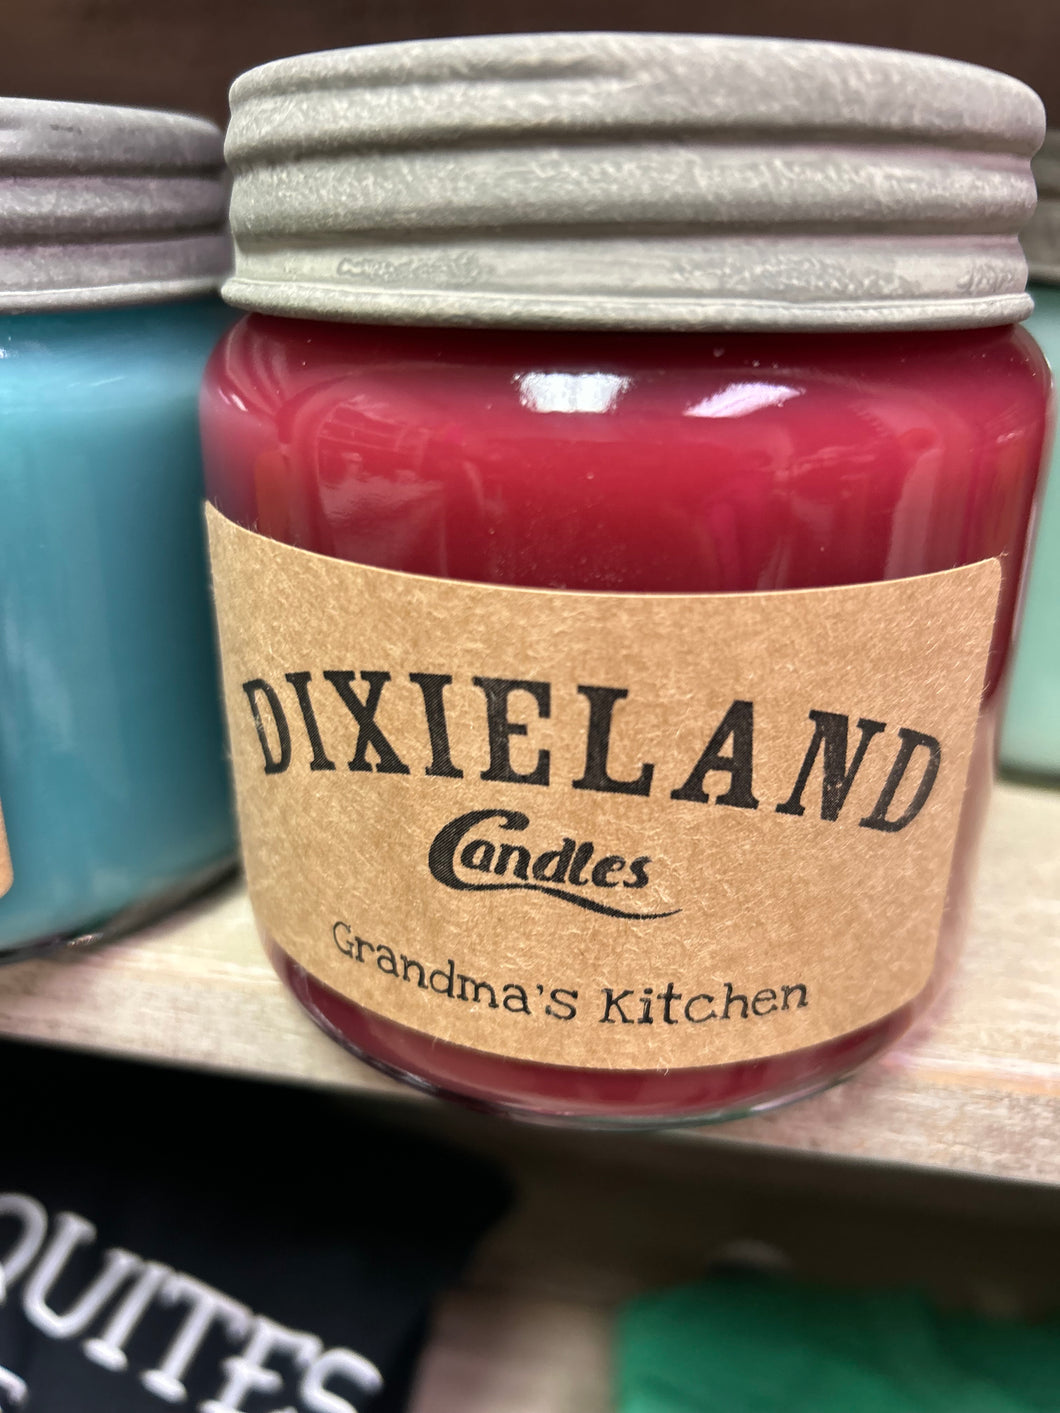 DIXIELAND
Candles
Grandma's Kitchen
QUITES